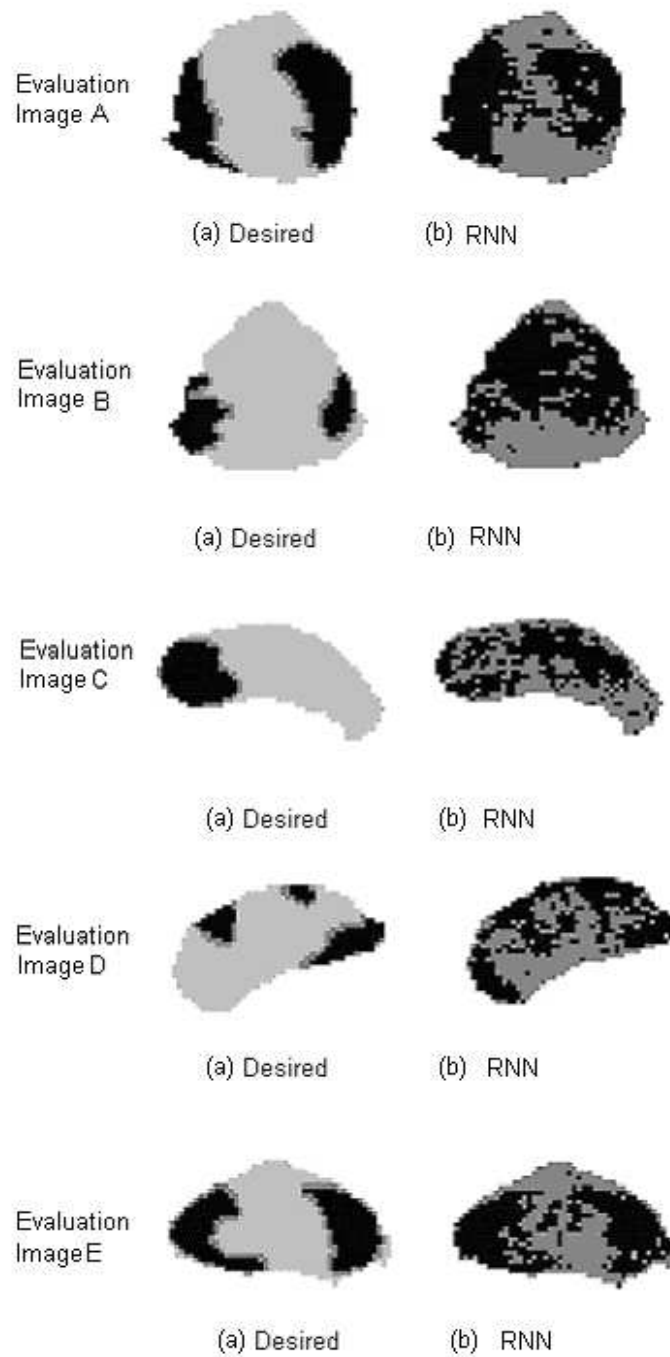 Evaluation
Image A
(a) Desired
(b) RNN
Evaluation
Image B
(a) Desired
(b) RNN
Evaluation
Image C
(a) Desired
(b) RNN
Evaluation
Image D
(a) Desired
(b) RNN
Evaluation
Image E
(a) Desired
(b) RNN